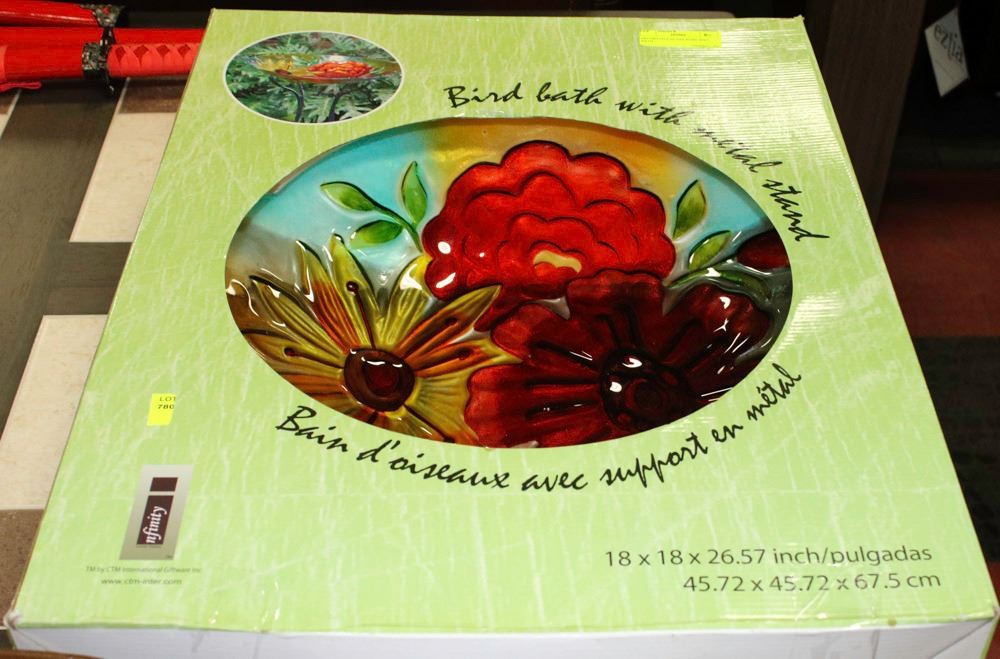 Bird bath with métal stand
Bain d'oiseaux avec support en métal
LOT
780
nfinity
TM by CTM International Giftware Inc
www.ctm-inter.com
18 x 18 x 26.57 inch/pulgadas
45.72 x 45.72 x 67.5 cm